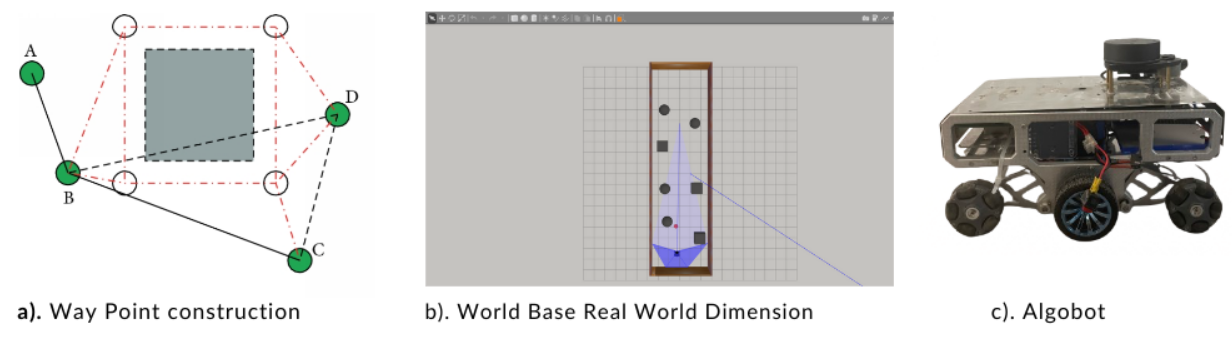 A
D
B
C
a). Way Point construction
b). World Base Real World Dimension
c). Algobot